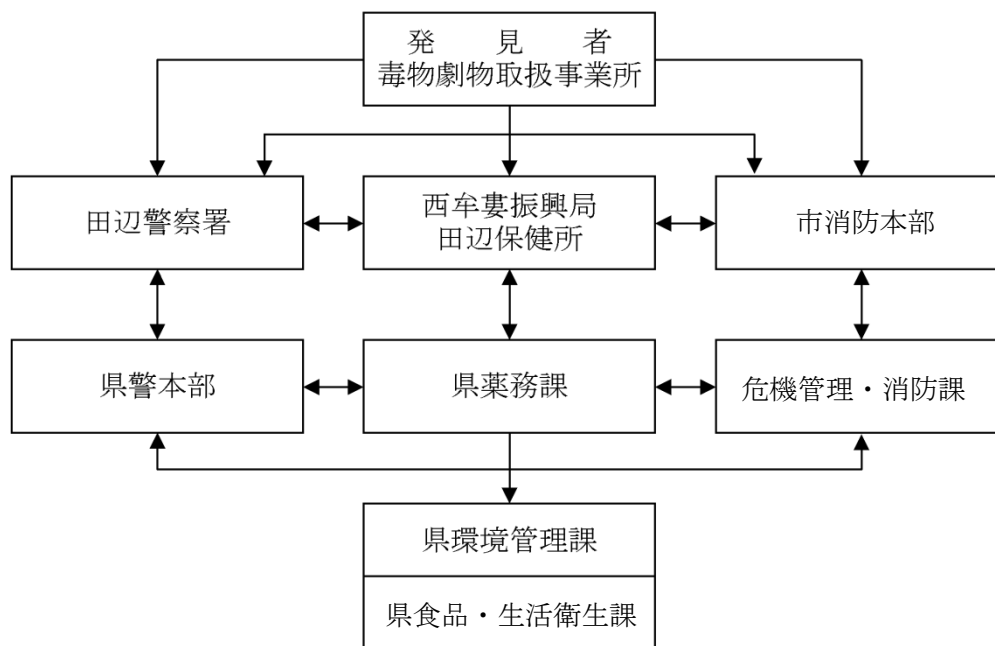 発見者
毒物劇物取扱事業所
田辺警察署
西牟婁振興局
田辺保健所
市消防本部
県警本部
県薬務課
危機管理・消防課
県環境管理課
県食品・生活衛生課